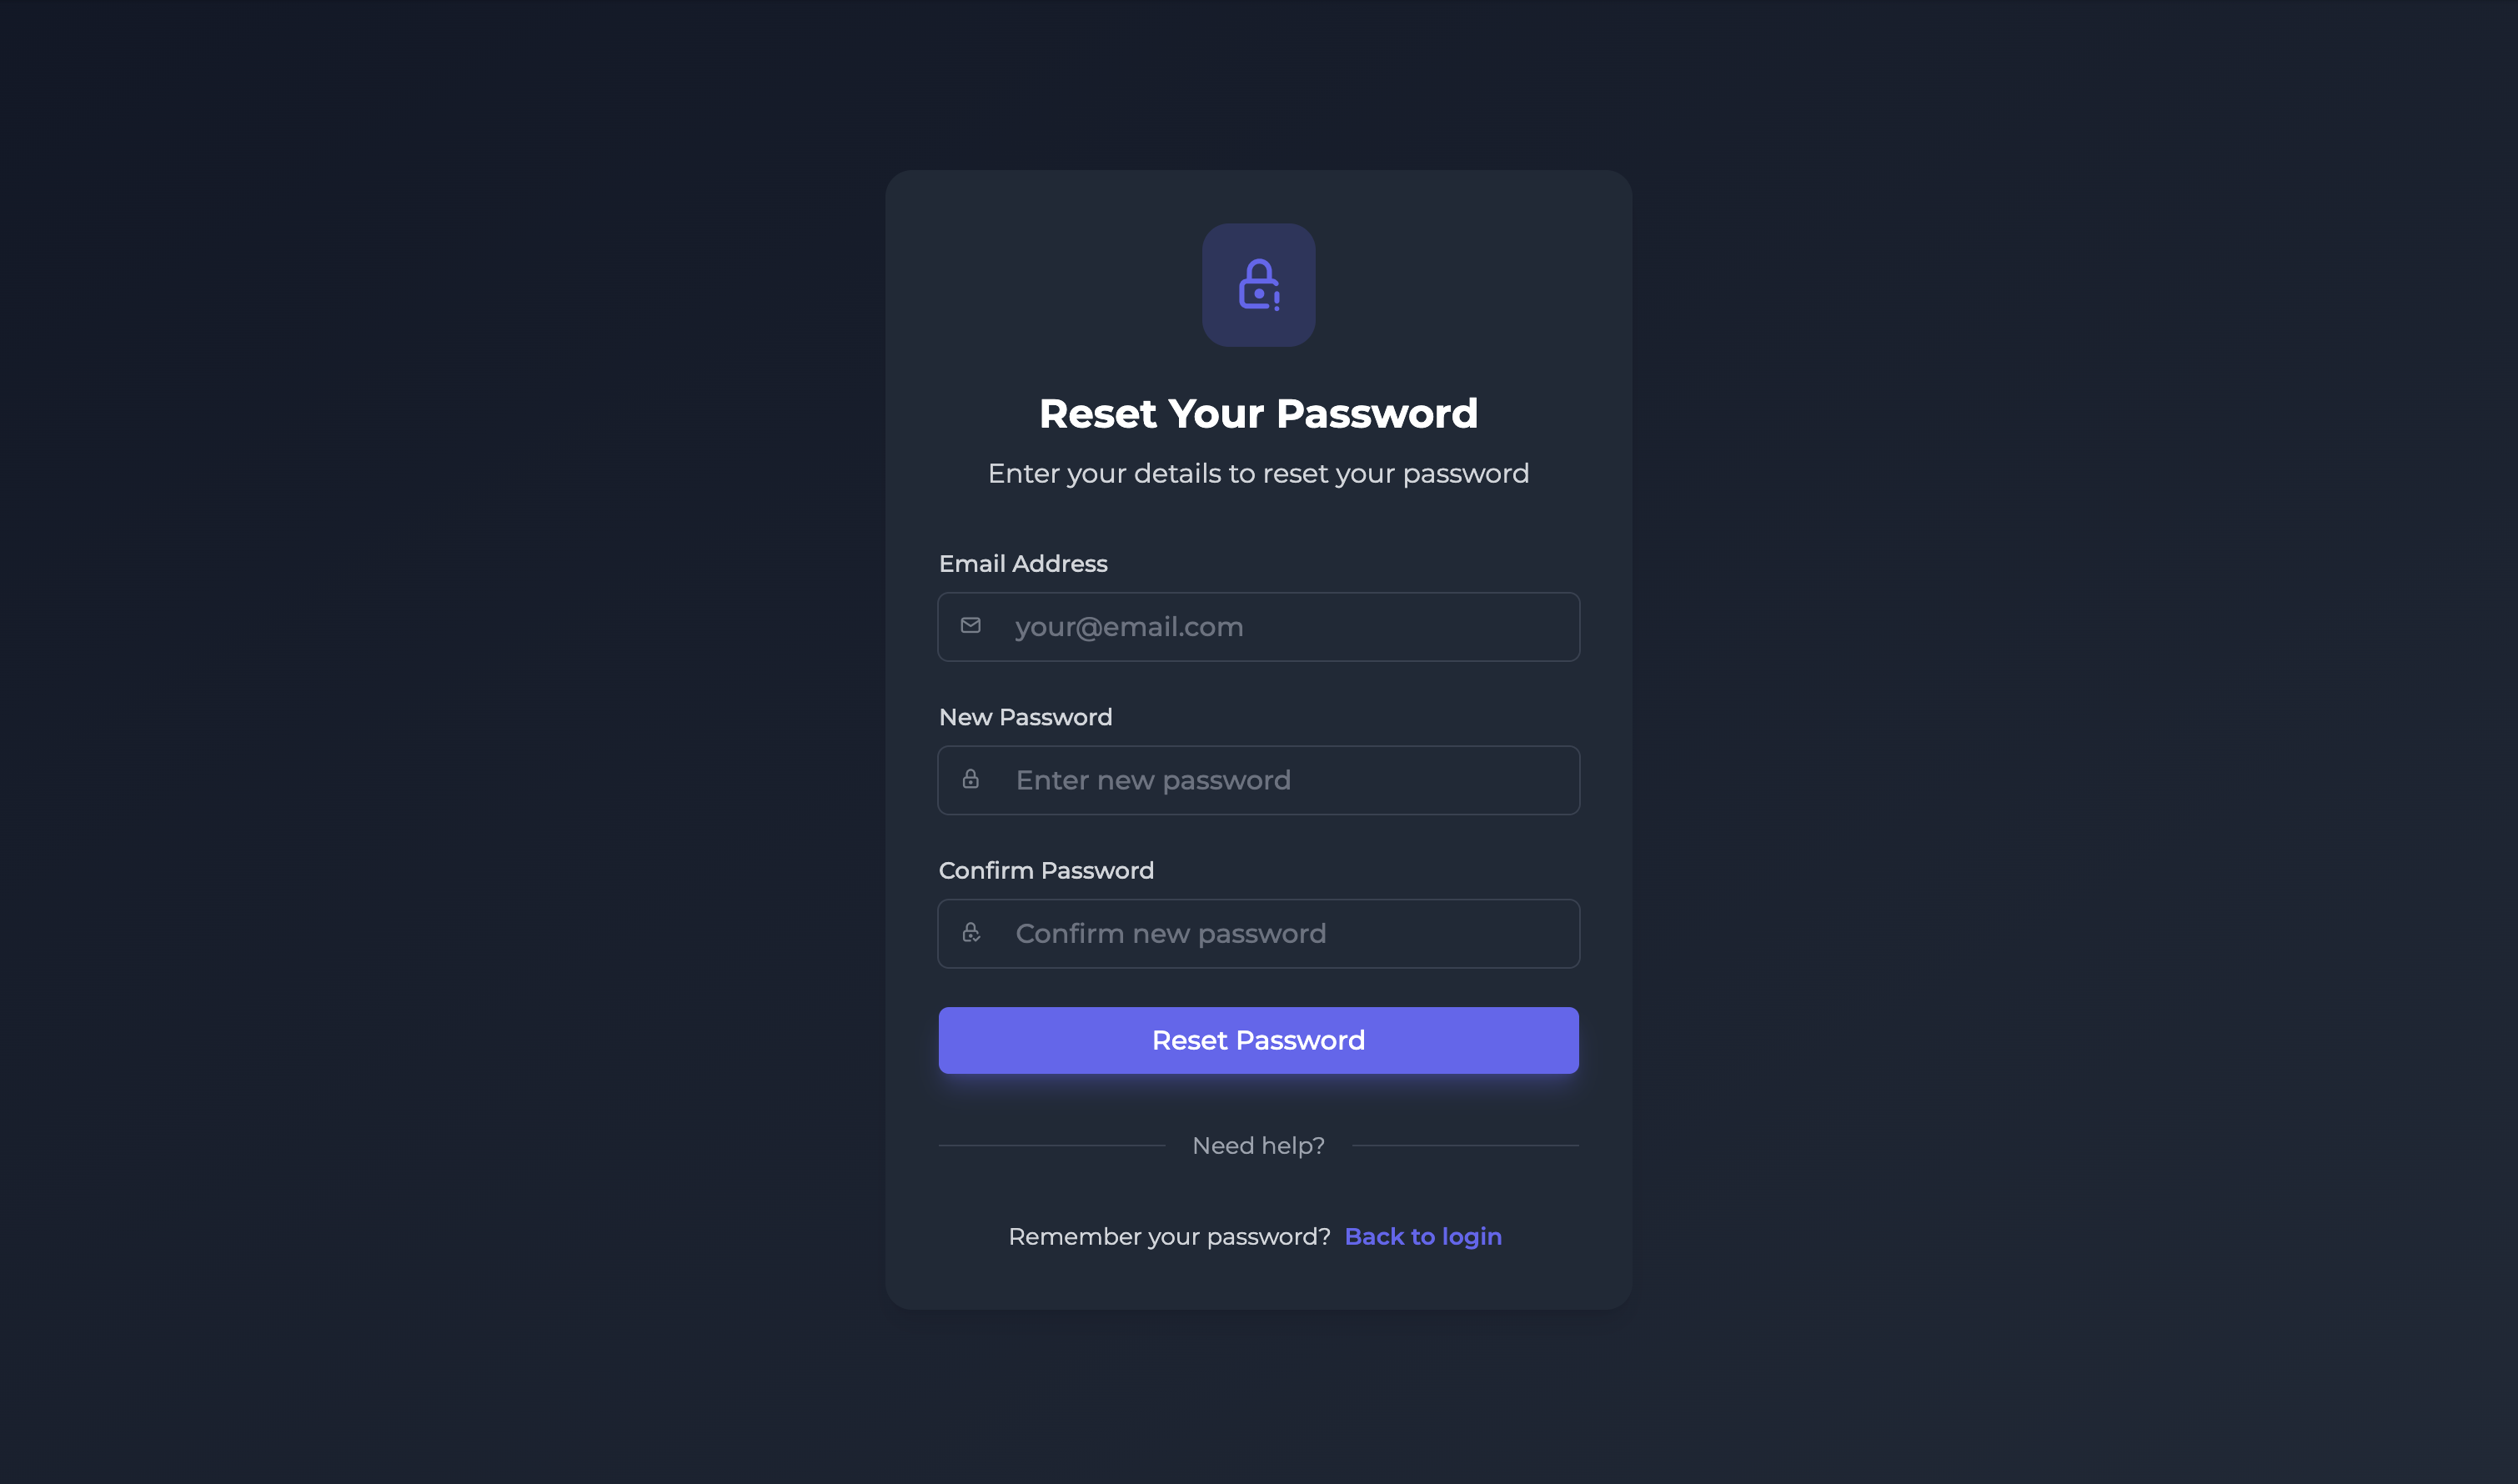 Reset Your Password
Enter your details to reset your password
Email Address
your@email.com
New Password
Enter new password
Confirm Password
Confirm new password
Reset Password
Need help?
Remember your password? Back to login